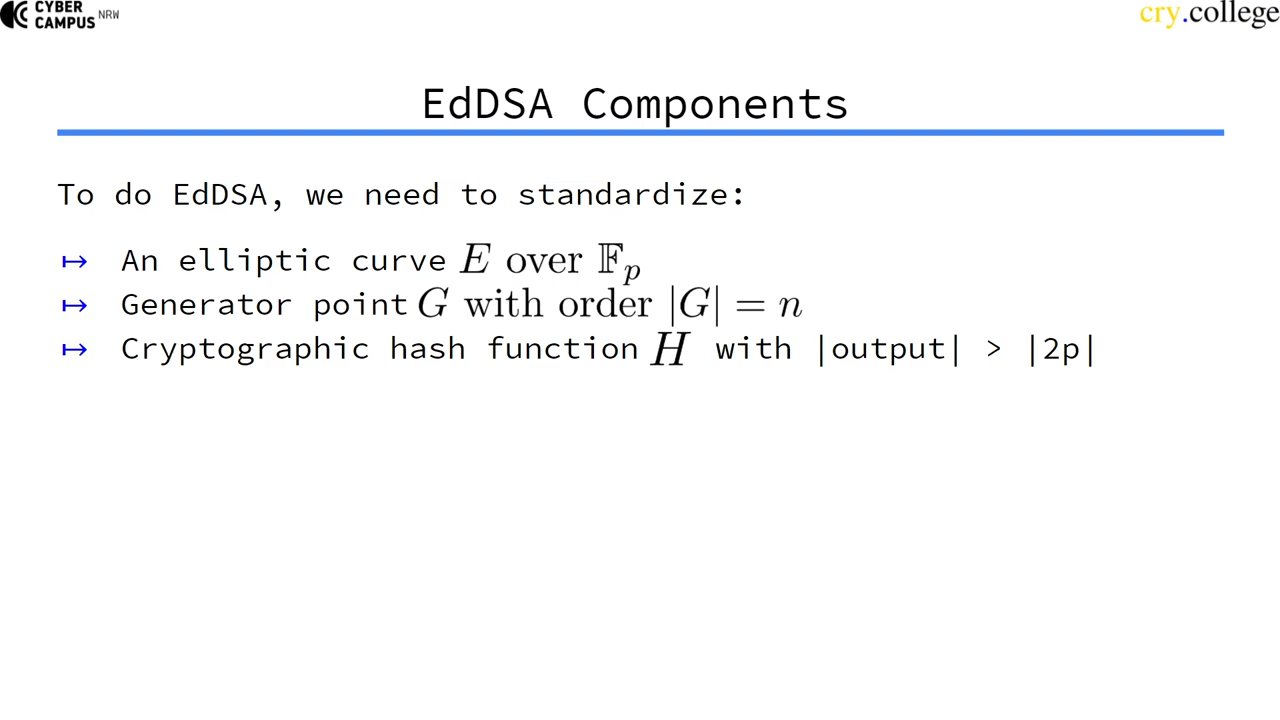 CYBER CAMPUS NRW
cry.college
EdDSA Components
To do EdDSA, we need to standardize:
↦ An elliptic curve E over 𝔽ₚ
↦ Generator point G with order |G| = n
↦ Cryptographic hash function H with |output| > |2p|